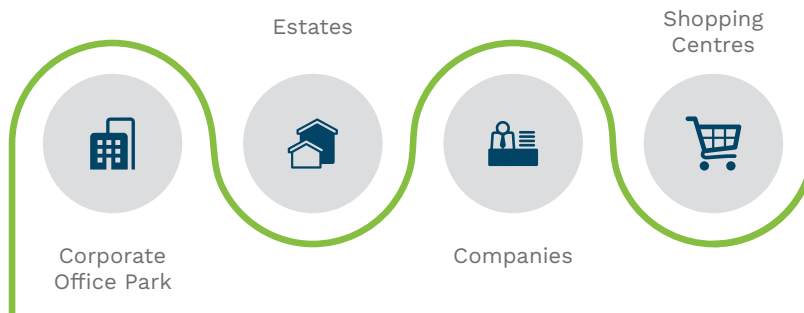 Corporate
Office Park
Estates
Companies
Shopping
Centres